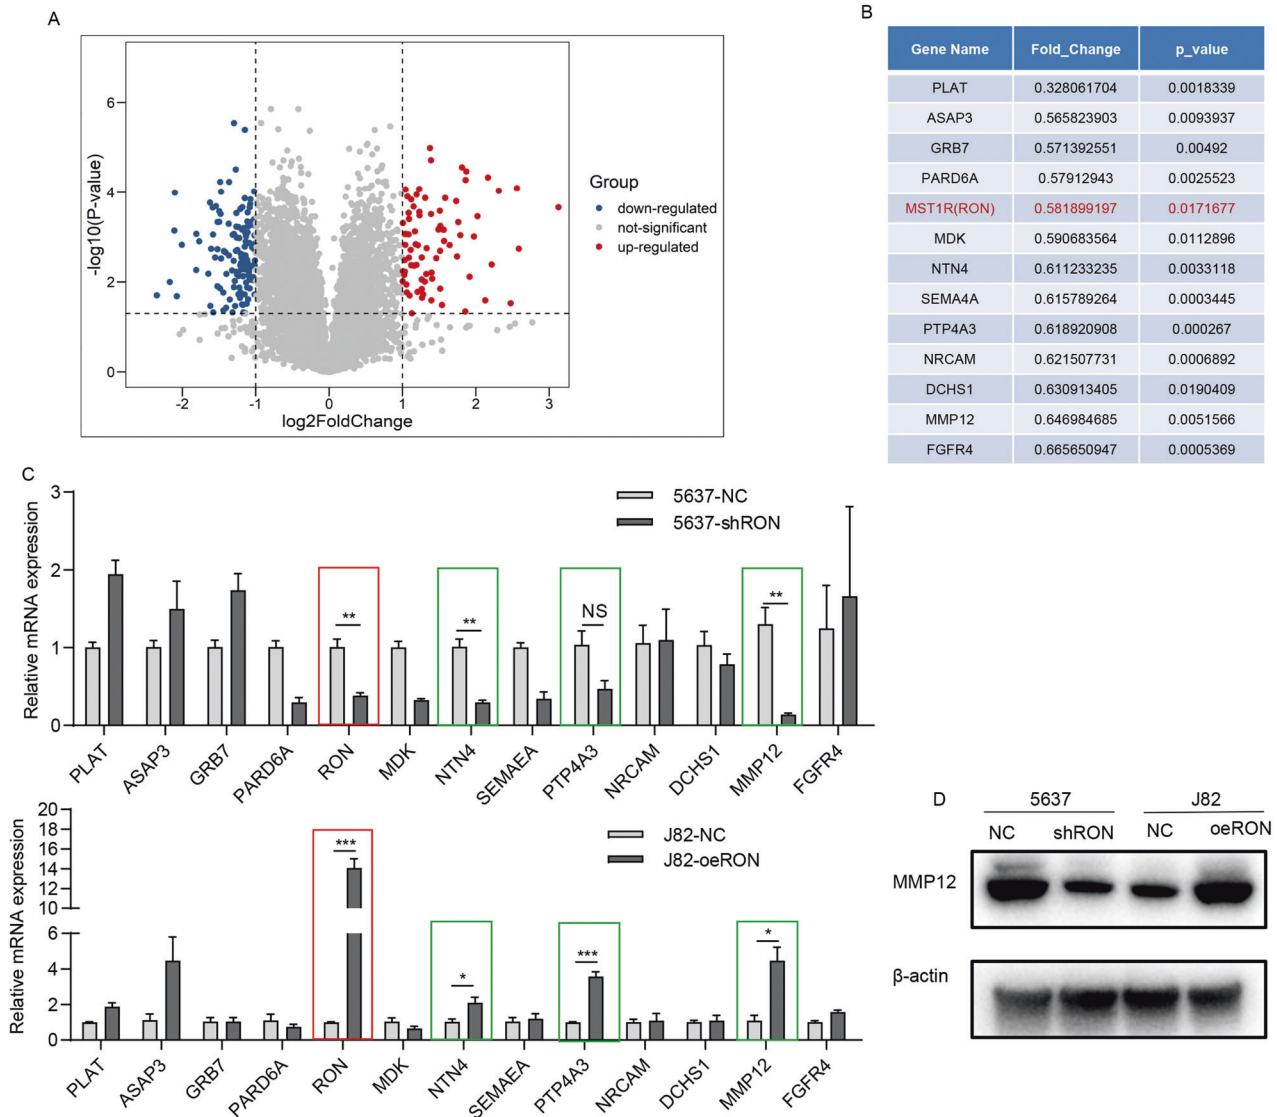 A
6
4
2
0
-log10(P-value)
-2
-1
0
1
2
3
log2FoldChange
Group
down-regulated
not-significant
up-regulated
B
Gene Name Fold_Change p_value
PLAT 0.328061704 0.0018339
ASAP3 0.565823903 0.0093937
GRB7 0.571392551 0.00492
PARD6A 0.57912943 0.0025523
MST1R(RON) 0.581899197 0.0171677
MDK 0.590683564 0.0112896
NTN4 0.611233235 0.0033118
SEMA4A 0.615789264 0.0003445
PTP4A3 0.618920908 0.000267
NRCAM 0.621507731 0.0006892
DCHS1 0.630913405 0.0190409
MMP12 0.646984685 0.0051566
FGFR4 0.665650947 0.0005369
C
3
2
1
0
Relative mRNA expression
5637-NC
5637-shRON
**
**
NS
**
PLAT
ASAP3
GRB7
PARD6A
RON
MDK
NTN4
SEMAEA
PTP4A3
NRCAM
DCHS1
MMP12
FGFR4
20
18
16
14
12
10
6
4
2
0
Relative mRNA expression
J82-NC
J82-oeRON
***
*
***
*
PLAT
ASAP3
GRB7
PARD6A
RON
MDK
NTN4
SEMAEA
PTP4A3
NRCAM
DCHS1
MMP12
FGFR4
D
5637 J82
NC shRON NC oeRON
MMP12
β-actin